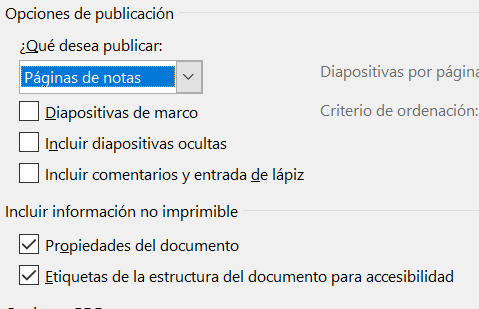 Opciones de publicación
¿Qué desea publicar:
Páginas de notas
Diapositivas por página
Diapositivas de marco
Criterio de ordenación:
Incluir diapositivas ocultas
Incluir comentarios y entrada de lápiz
Incluir información no imprimible
Propiedades del documento
Etiquetas de la estructura del documento para accesibilidad